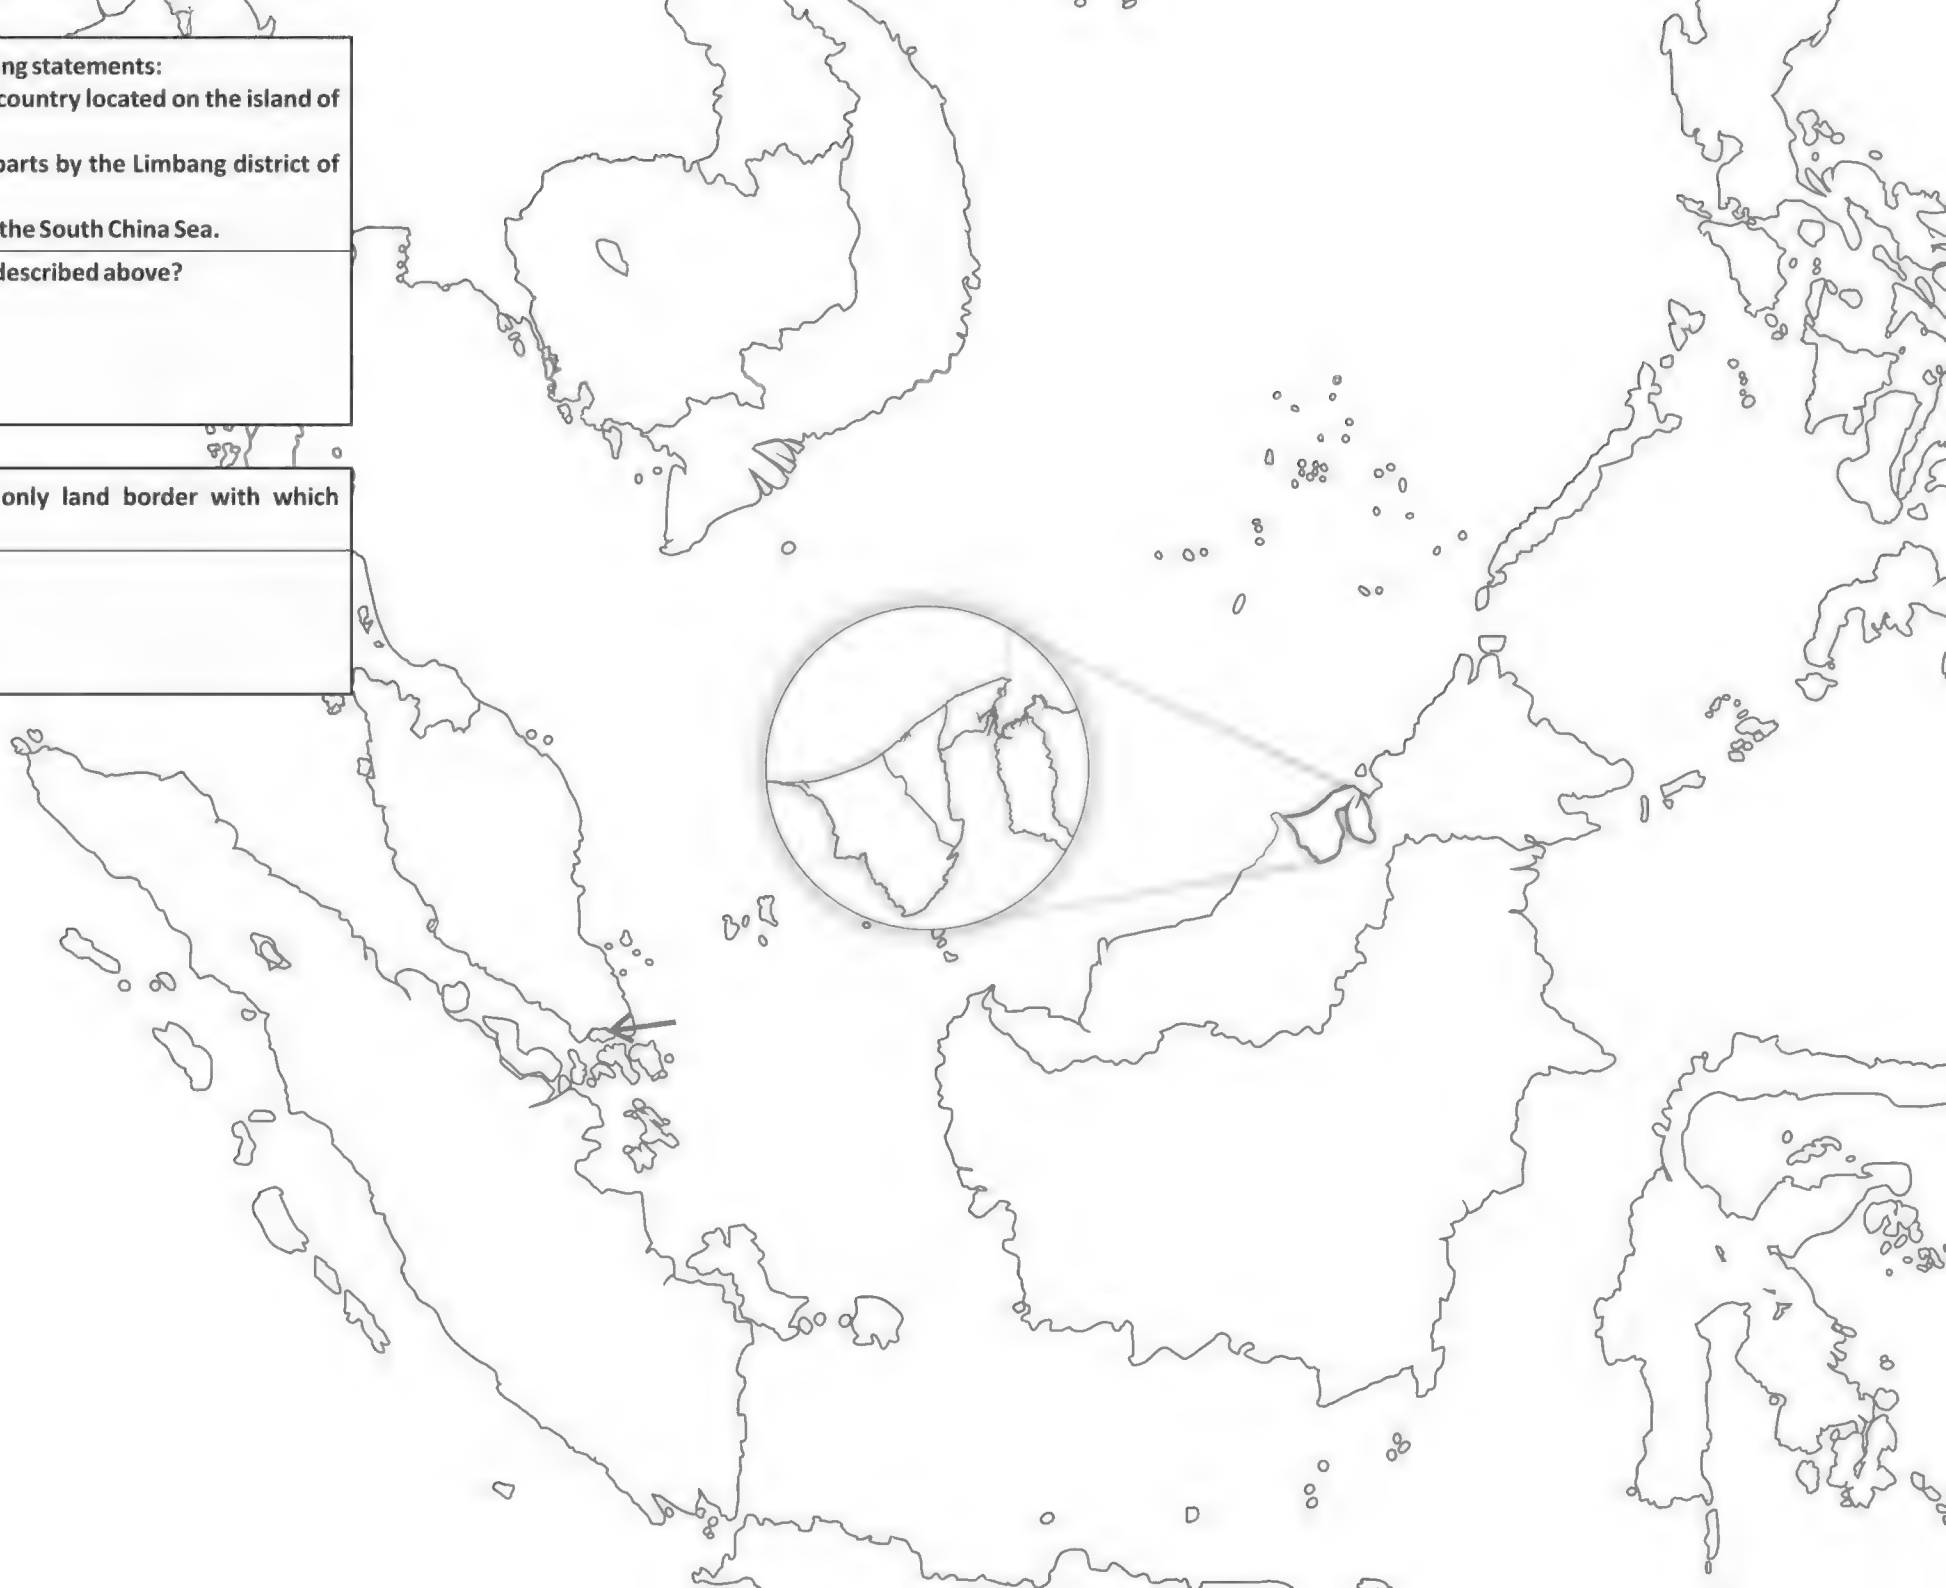 ng statements:
country located on the island of
parts by the Limbang district of
the South China Sea.
described above?
only land border with which